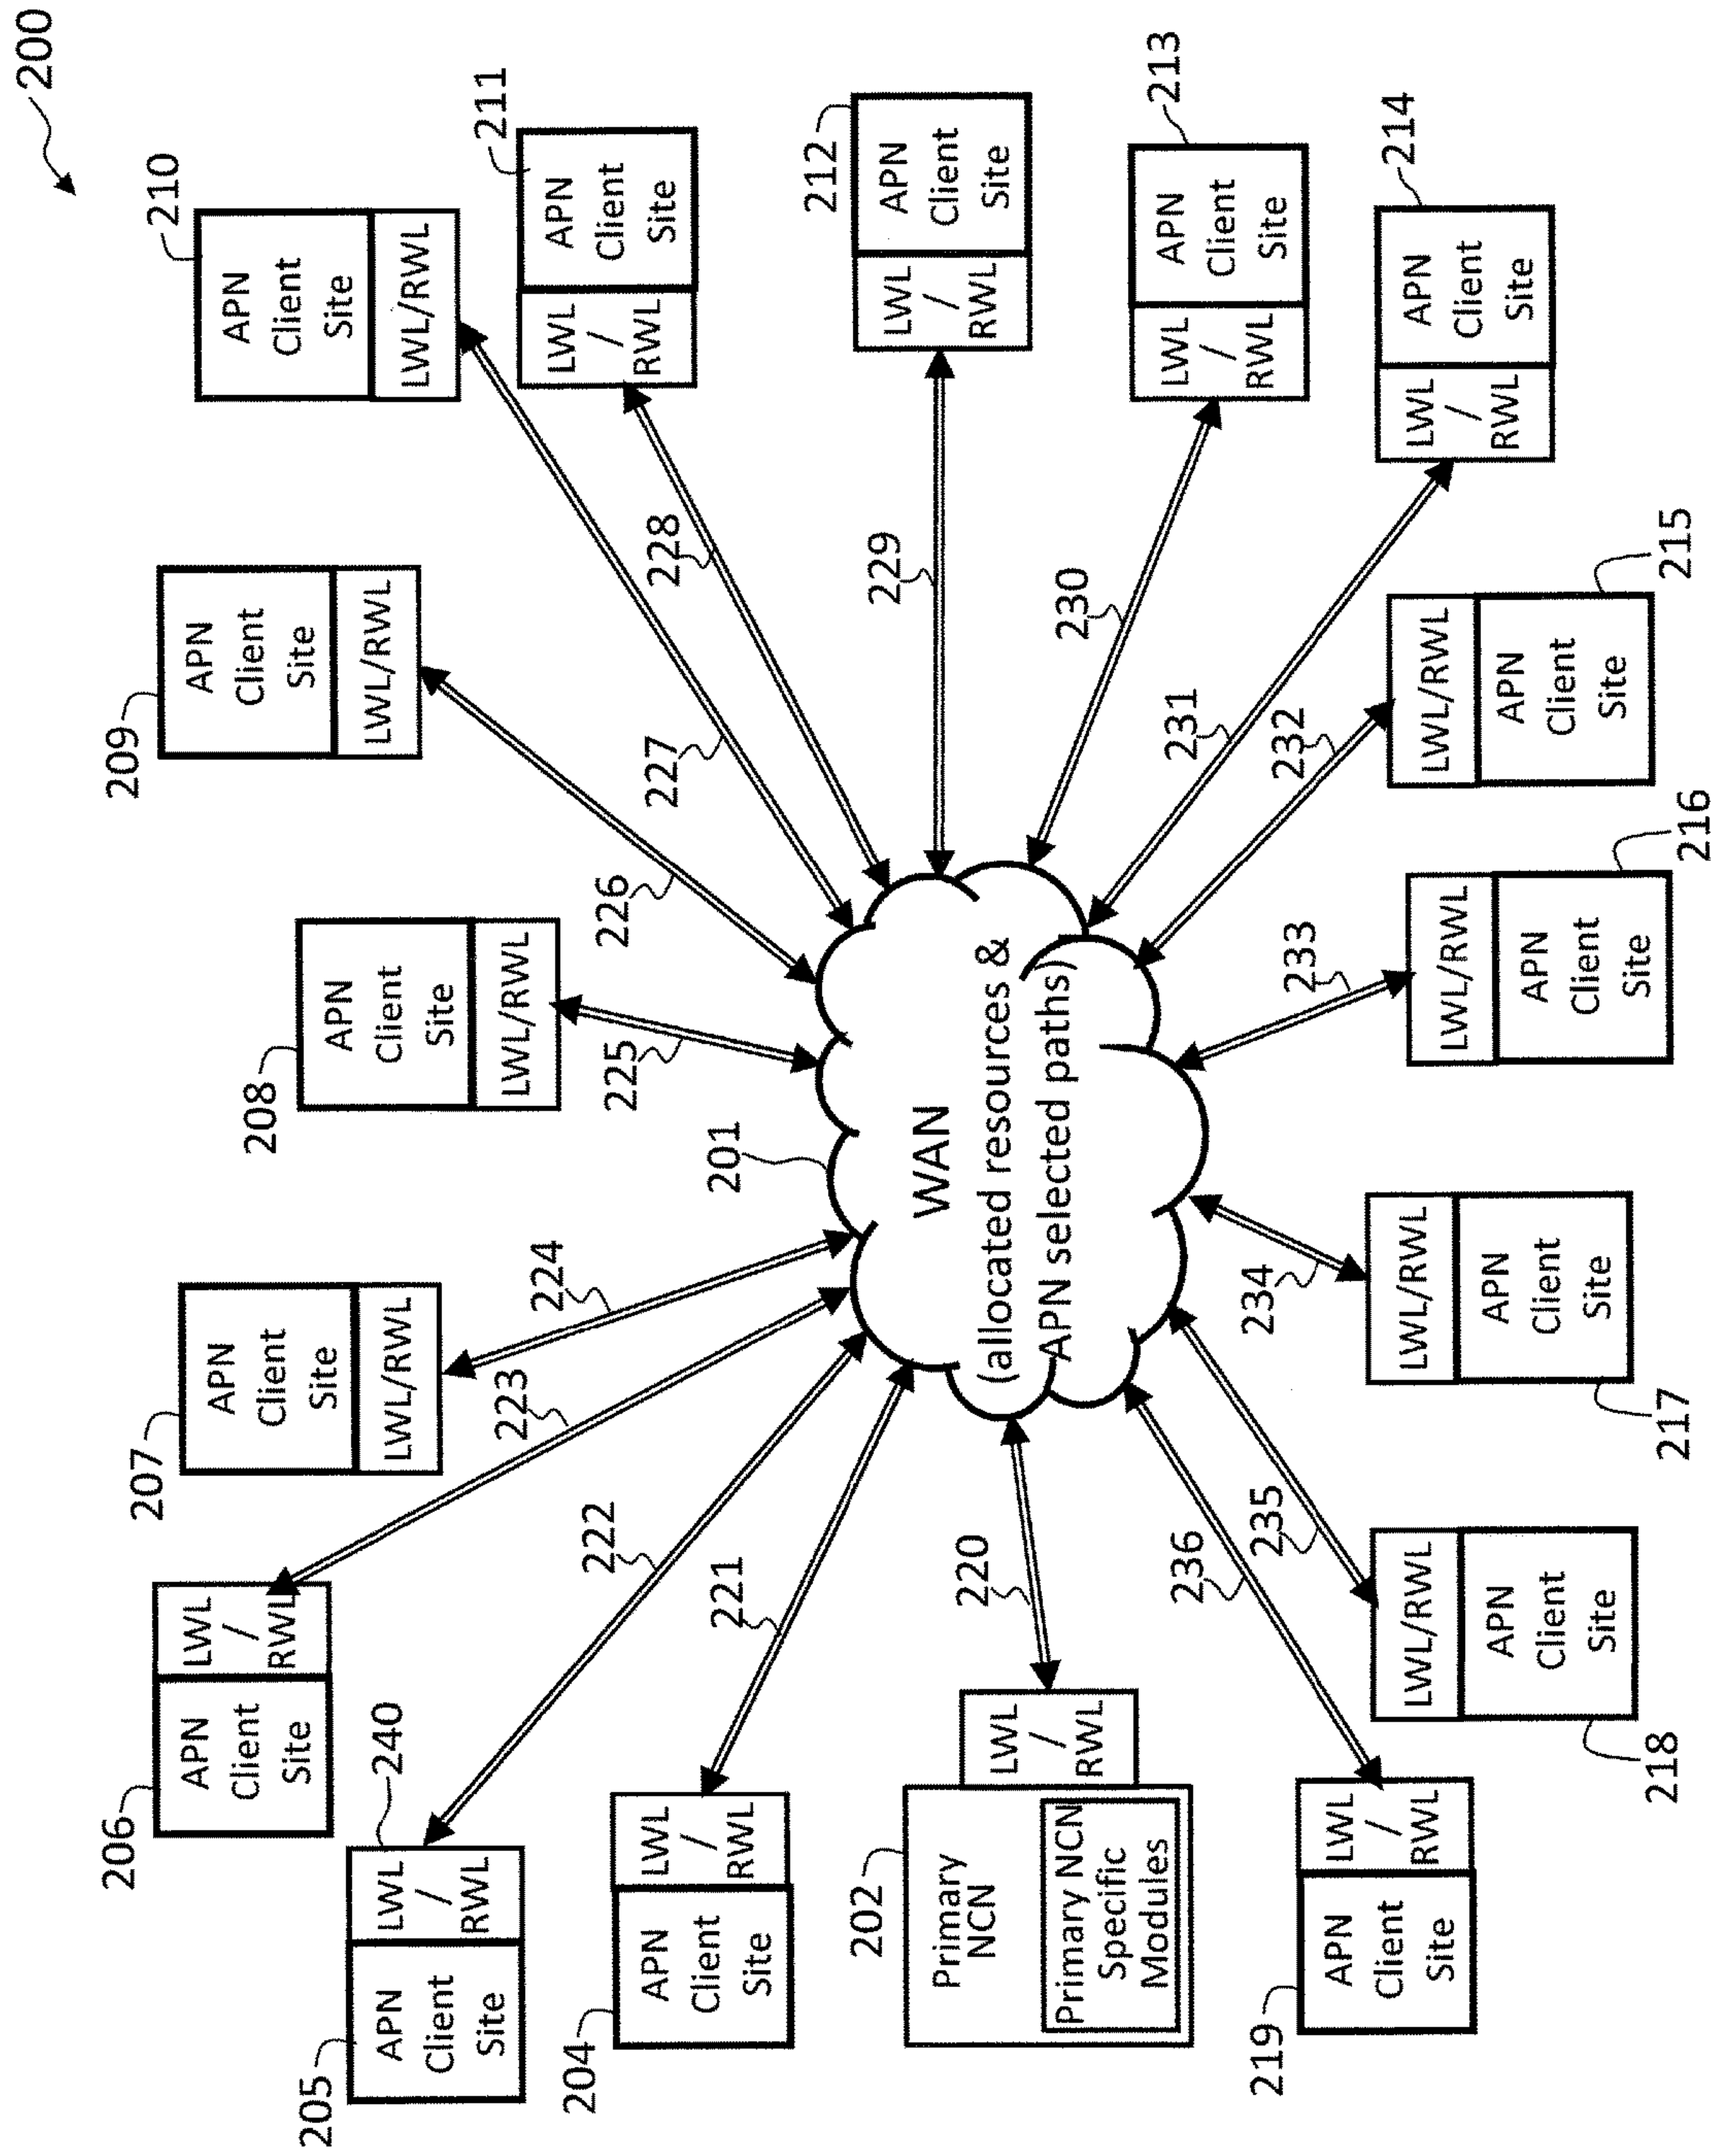 200
206
APN
Client
Site
LWL
/
RWL
207
APN
Client
Site
LWL/RWL
208
APN
Client
Site
LWL/RWL
209
APN
Client
Site
LWL/RWL
210
APN
Client
Site
LWL/RWL
205
APN
Client
Site
240
LWL
/
RWL
222
223
224
225
226
227
228
211
LWL
/
RWL
APN
Client
Site
204
APN
Client
Site
LWL
/
RWL
221
201
WAN
(allocated resources &
APN selected paths)
229
212
LWL
/
RWL
APN
Client
Site
202
Primary
NCN
Primary NCN
Specific
Modules
LWL
/
RWL
220
230
213
LWL
/
RWL
APN
Client
Site
219
APN
Client
Site
LWL
/
RWL
236
235
234
233
232
231
214
LWL
/
RWL
APN
Client
Site
218
LWL/RWL
APN
Client
Site
217
LWL/RWL
APN
Client
Site
216
LWL/RWL
APN
Client
Site
215
LWL/RWL
APN
Client
Site